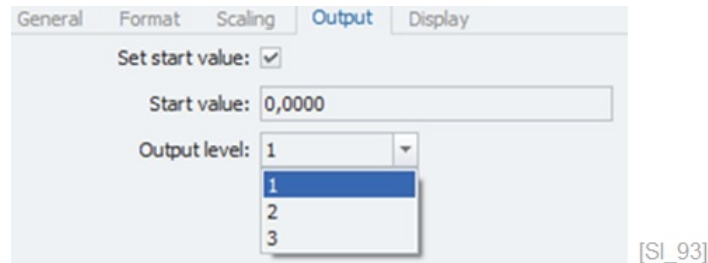 General Format Scaling Output Display
Set start value:
Start value: 0,0000
Output level: 1
1
2
3
[SI_93]